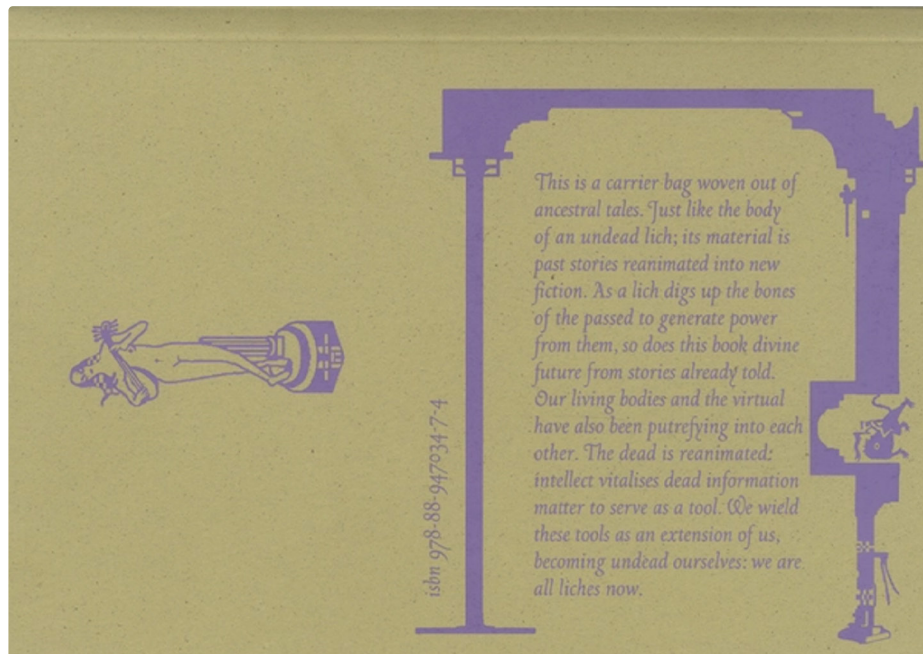 This is a carrier bag woven out of
ancestral tales. Just like the body
of an undead lich; its material is
past stories reanimated into new
fiction. As a lich digs up the bones
of the passed to generate power
from them, so does this book divine
future from stories already told.
Our living bodies and the virtual
have also been putrefying into each
other. The dead is reanimated:
intellect vitalises dead information
matter to serve as a tool. We wield
these tools as an extension of us,
becoming undead ourselves: we are
all liches now.
isbn 978-88-947034-7-4